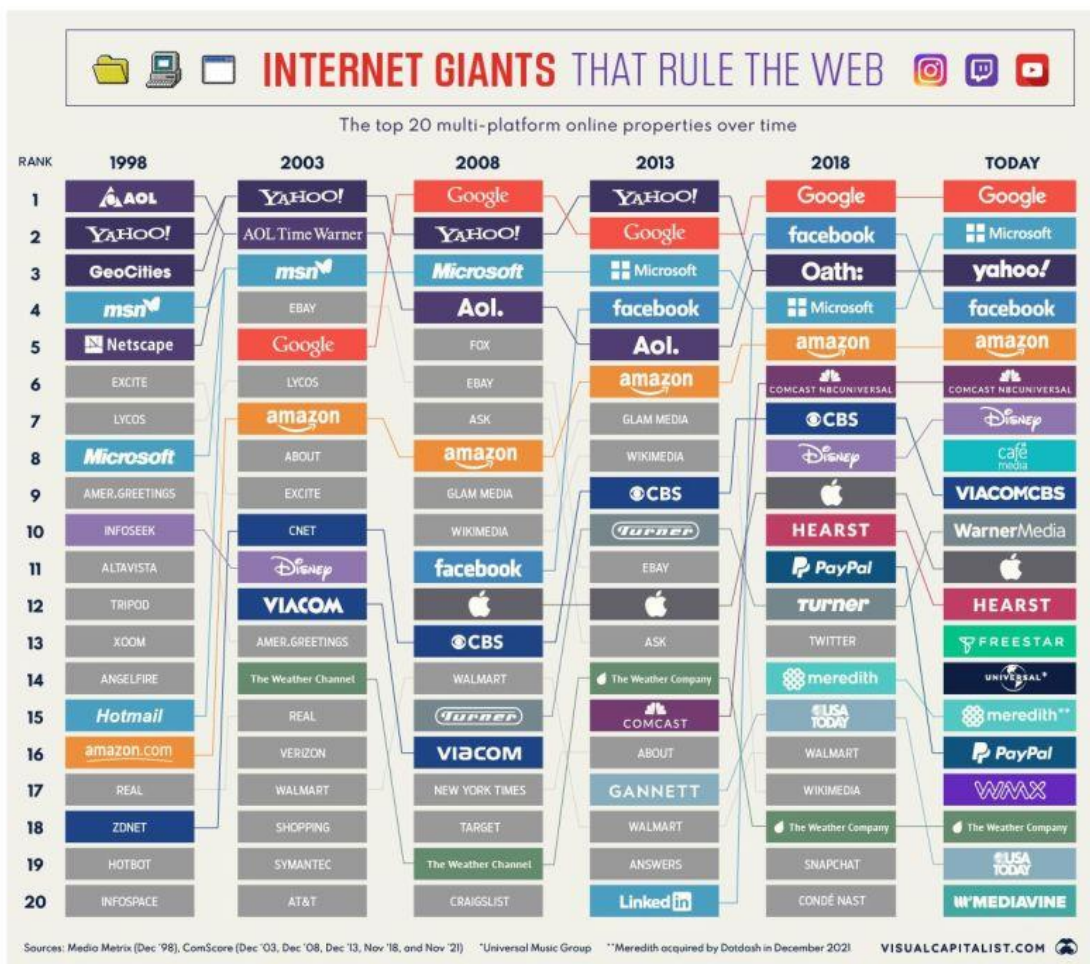 INTERNET GIANTS THAT RULE THE WEB
The top 20 multi-platform online properties over time
RANK 1998 2003 2008 2013 2018 TODAY
1 AOL YAHOO! Google YAHOO! Google Google
2 YAHOO! AOL Time Warner YAHOO! Google facebook Microsoft
3 GeoCities msn Microsoft Microsoft Oath: yahoo!
4 msn EBAY Aol. facebook Microsoft facebook
5 Netscape Google FOX Aol. amazon amazon
6 EXCITE LYCOS EBAY amazon COMCAST NBCUNIVERSAL COMCAST NBCUNIVERSAL
7 LYCOS amazon ASK GLAM MEDIA CBS Disney
8 Microsoft ABOUT amazon WIKIMEDIA Disney café media
9 AMER.GREETINGS EXCITE GLAM MEDIA CBS VIACOMCBS
10 INFOSEEK CNET WIKIMEDIA Turner HEARST WarnerMedia
11 ALTAVISTA Disney facebook EBAY PayPal
12 TRIPOD VIACOM Turner HEARST
13 XOOM AMER.GREETINGS CBS ASK TWITTER FREESTAR
14 ANGELFIRE The Weather Channel WALMART The Weather Company meredith UNIVERSAL*
15 Hotmail REAL Turner COMCAST USA TODAY meredith**
16 amazon.com VERIZON VIACOM ABOUT WALMART PayPal
17 REAL WALMART NEW YORK TIMES GANNETT WIKIMEDIA WMX
18 ZDNET SHOPPING TARGET WALMART The Weather Company The Weather Company
19 HOTBOT SYMANTEC The Weather Channel ANSWERS SNAPCHAT USA TODAY
20 INFOSPACE AT&T CRAIGSLIST Linked in CONDÉ NAST MEDIAVINE
Sources: Media Metrix (Dec '98), ComScore (Dec '03, Dec '08, Dec '13, Nov '18, and Nov '21) *Universal Music Group **Meredith acquired by Dotdash in December 2021 VISUALCAPITALIST.COM